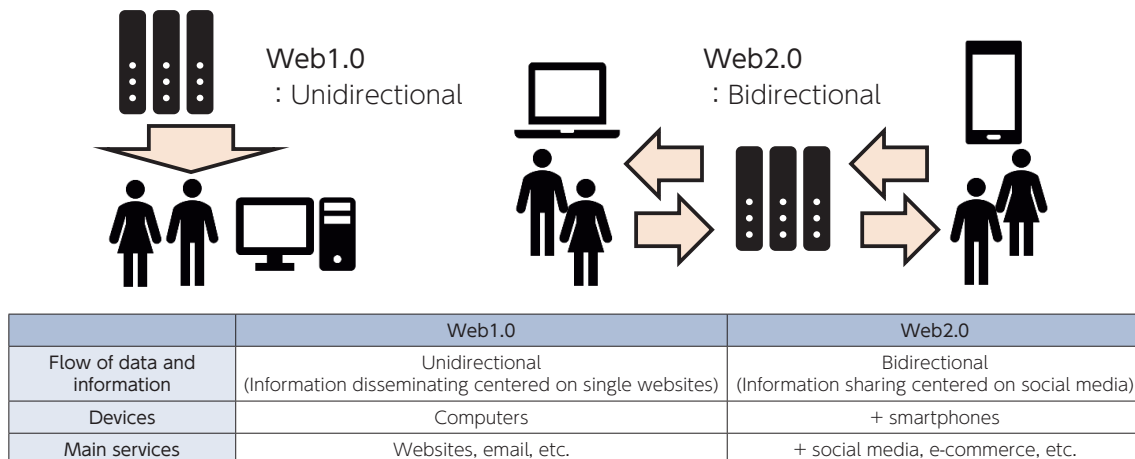 Web1.0
：Unidirectional
Web2.0
：Bidirectional
Web1.0 Web2.0
Flow of data and
information
Unidirectional
(Information disseminating centered on single websites)
Bidirectional
(Information sharing centered on social media)
Devices Computers + smartphones
Main services Websites, email, etc. + social media, e-commerce, etc.